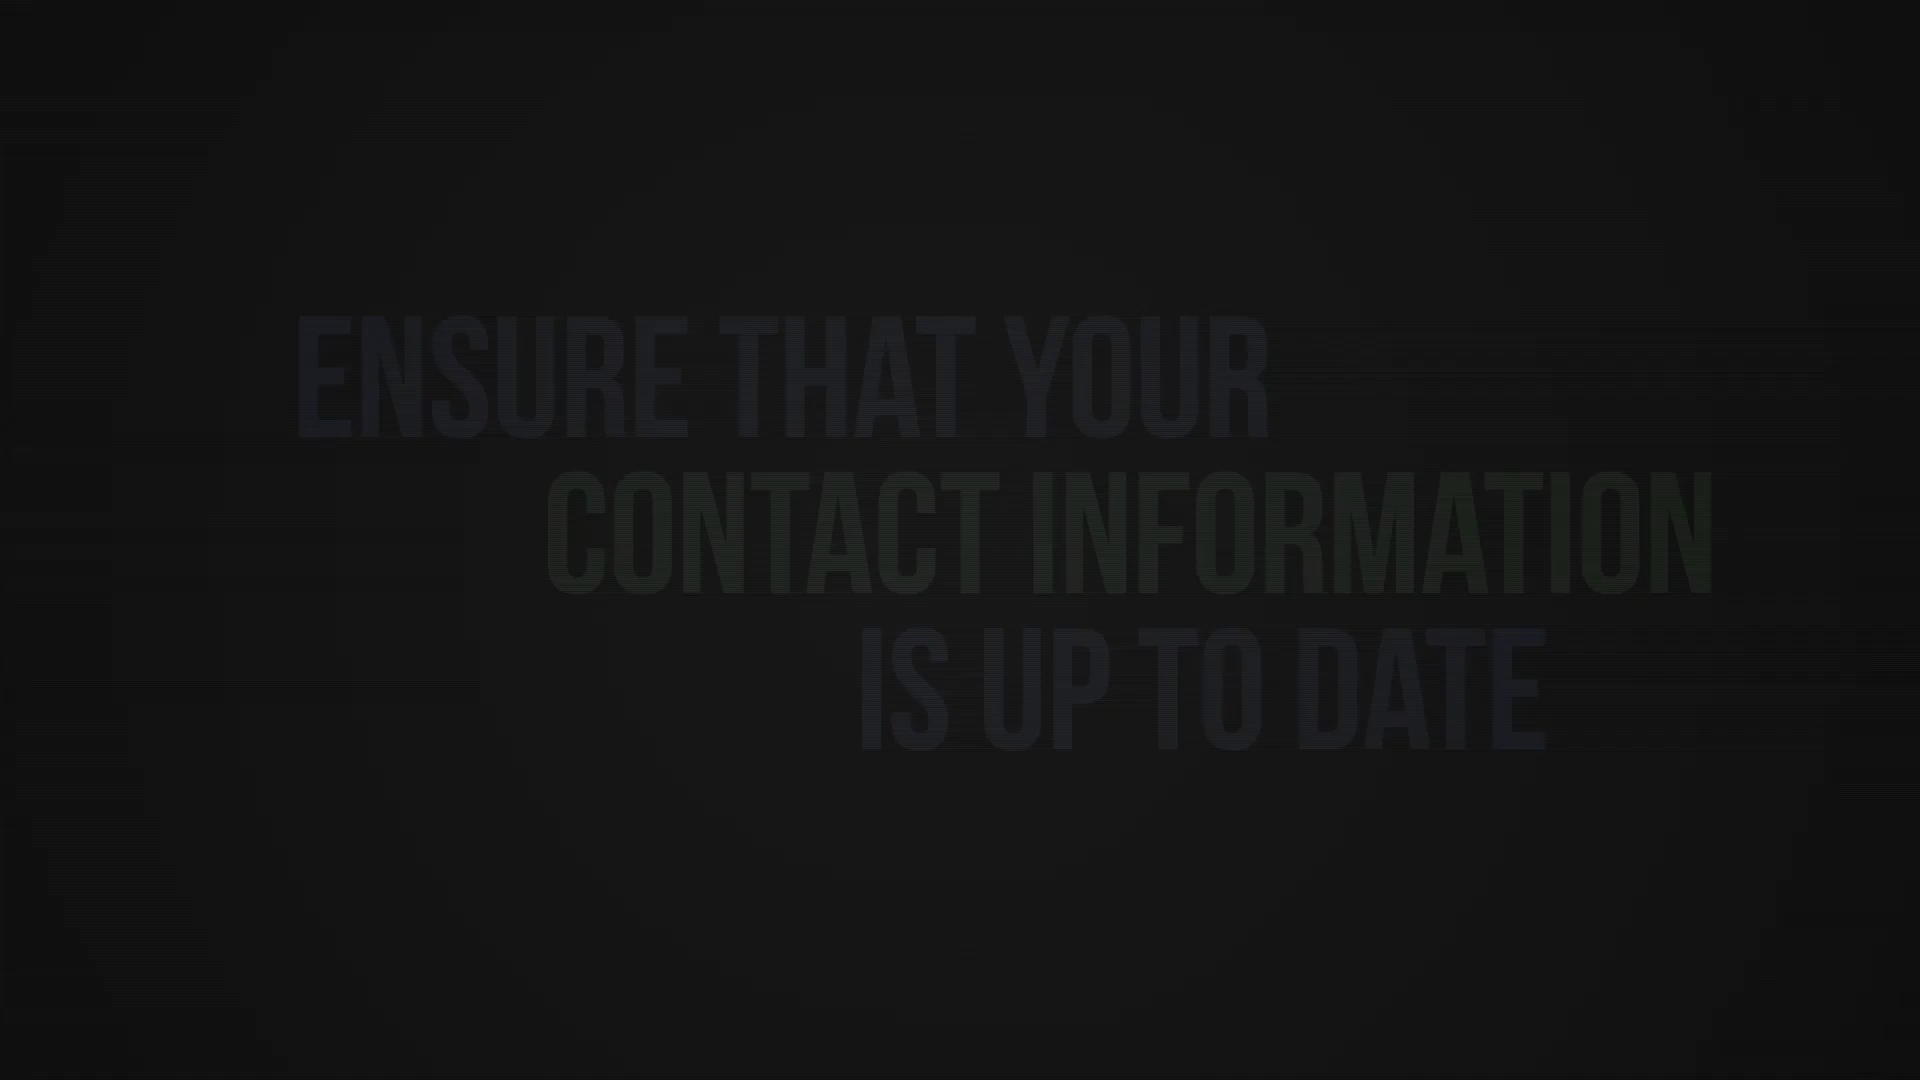 ENSURE THAT YOUR
CONTACT INFORMATION
IS UP TO DATE